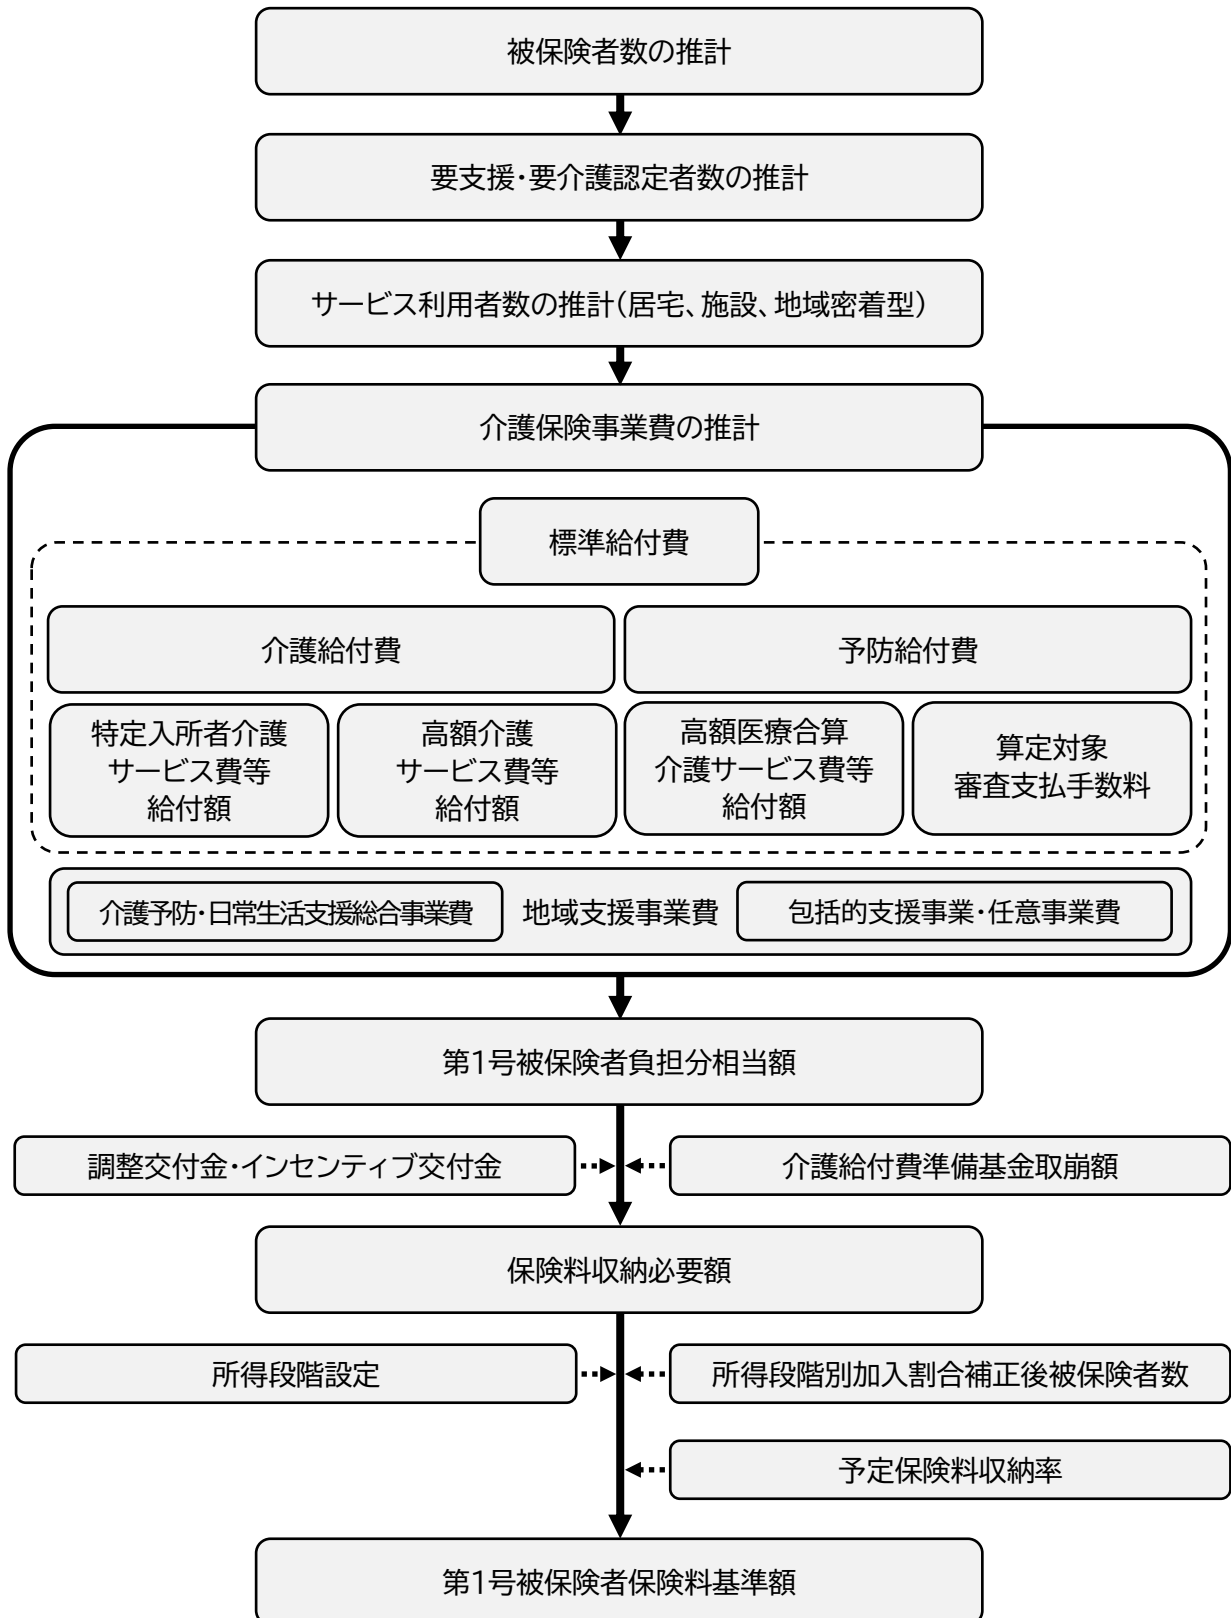 被保険者数の推計
要支援・要介護認定者数の推計
サービス利用者数の推計（居宅、施設、地域密着型）
介護保険事業費の推計
標準給付費
介護給付費
予防給付費
特定入所者介護
サービス費等
給付額
高額介護
サービス費等
給付額
高額医療合算
介護サービス費等
給付額
算定対象
審査支払手数料
介護予防・日常生活支援総合事業費
地域支援事業費
包括的支援事業・任意事業費
第1号被保険者負担分相当額
調整交付金・インセンティブ交付金
介護給付費準備基金取崩額
保険料収納必要額
所得段階設定
所得段階別加入割合補正後被保険者数
予定保険料収納率
第1号被保険者保険料基準額